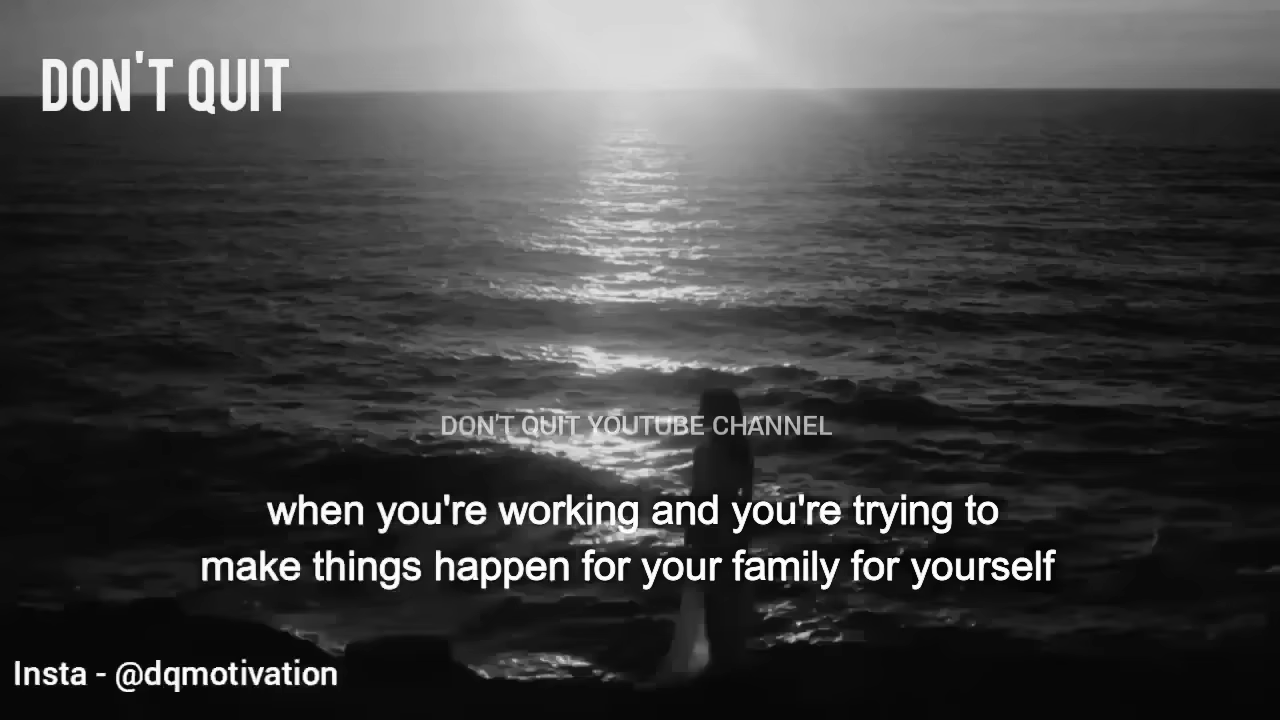 DON'T QUIT
DON'T QUIT YOUTUBE CHANNEL
when you're working and you're trying to
make things happen for your family for yourself
Insta - @dqmotivation